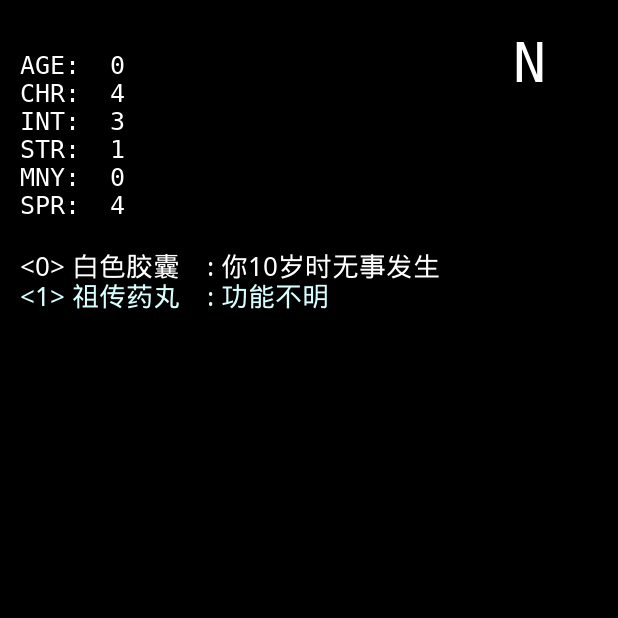 N
AGE: 0
CHR: 4
INT: 3
STR: 1
MNY: 0
SPR: 4
<0> 白色胶囊 : 你10岁时无事发生
<1> 祖传药丸 : 功能不明